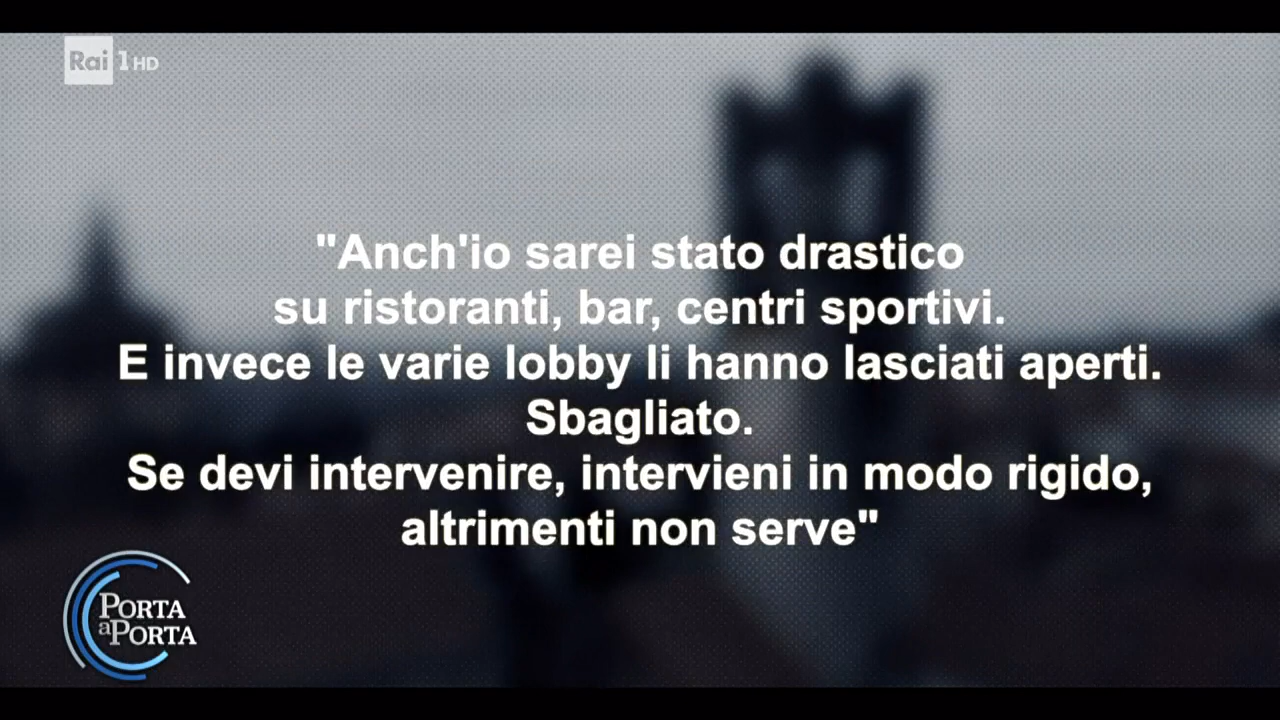 Rai 1 HD
"Anch'io sarei stato drastico
su ristoranti, bar, centri sportivi.
E invece le varie lobby li hanno lasciati aperti.
Sbagliato.
Se devi intervenire, intervieni in modo rigido,
altrimenti non serve"
PORTA
a PORTA